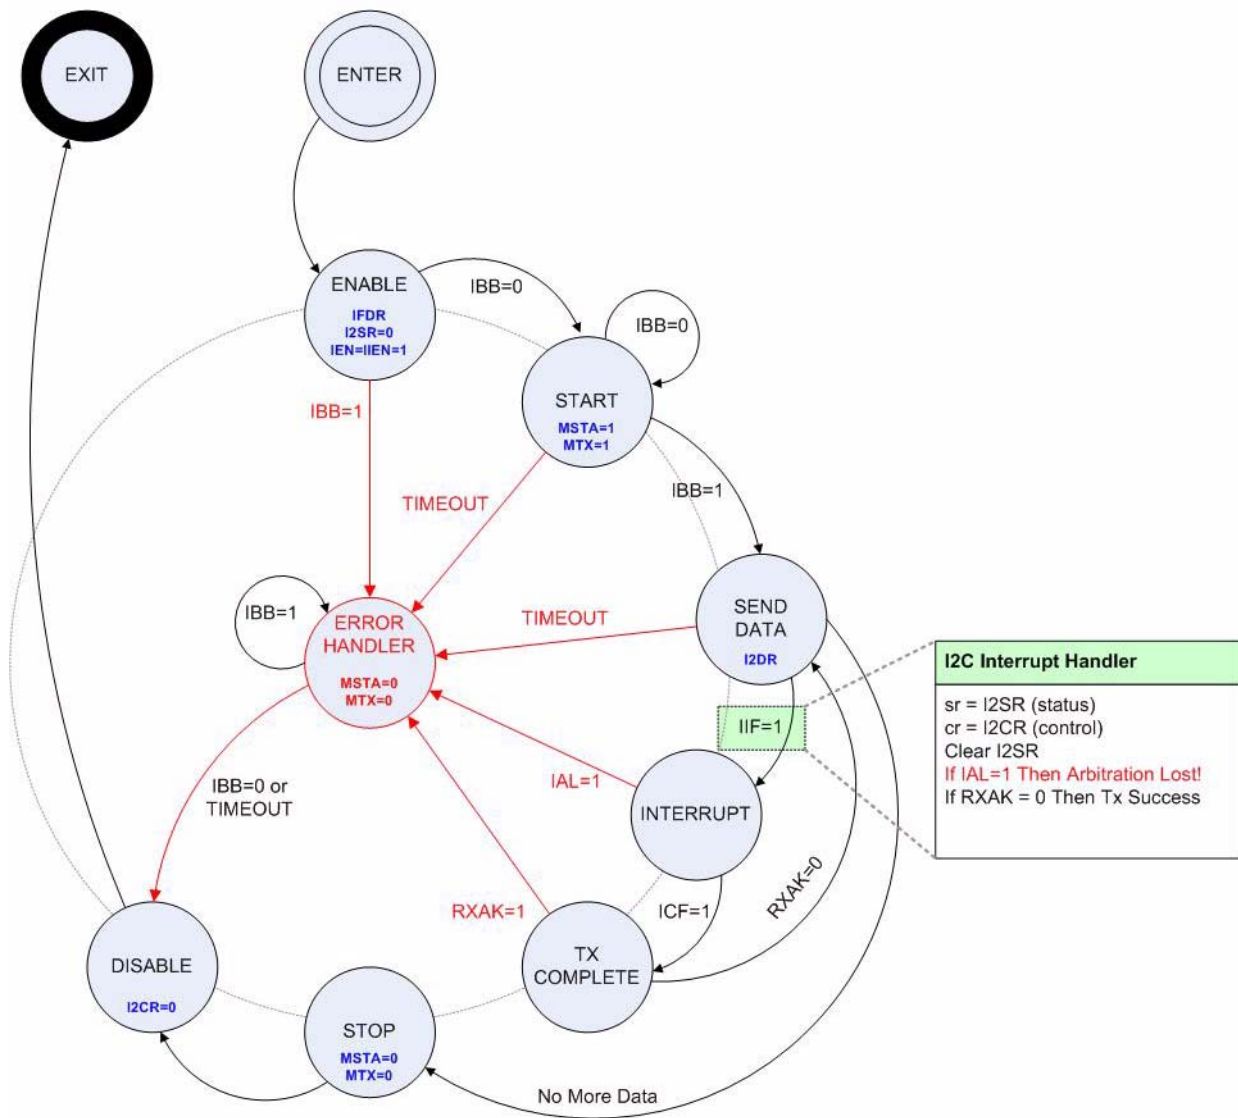 EXIT
ENTER
ENABLE
IFDR
I2SR=0
IEN=IIEN=1
IBB=0
IBB=0
START
MSTA=1
MTX=1
IBB=1
TIMEOUT
IBB=1
SEND
DATA
I2DR
TIMEOUT
IBB=1
ERROR
HANDLER
MSTA=0
MTX=0
IIF=1
I2C Interrupt Handler
sr = I2SR (status)
cr = I2CR (control)
Clear I2SR
If IAL=1 Then Arbitration Lost!
If RXAK = 0 Then Tx Success
IAL=1
INTERRUPT
IBB=0 or
TIMEOUT
RXAK=1
ICF=1
RXAK=0
TX
COMPLETE
DISABLE
I2CR=0
STOP
MSTA=0
MTX=0
No More Data